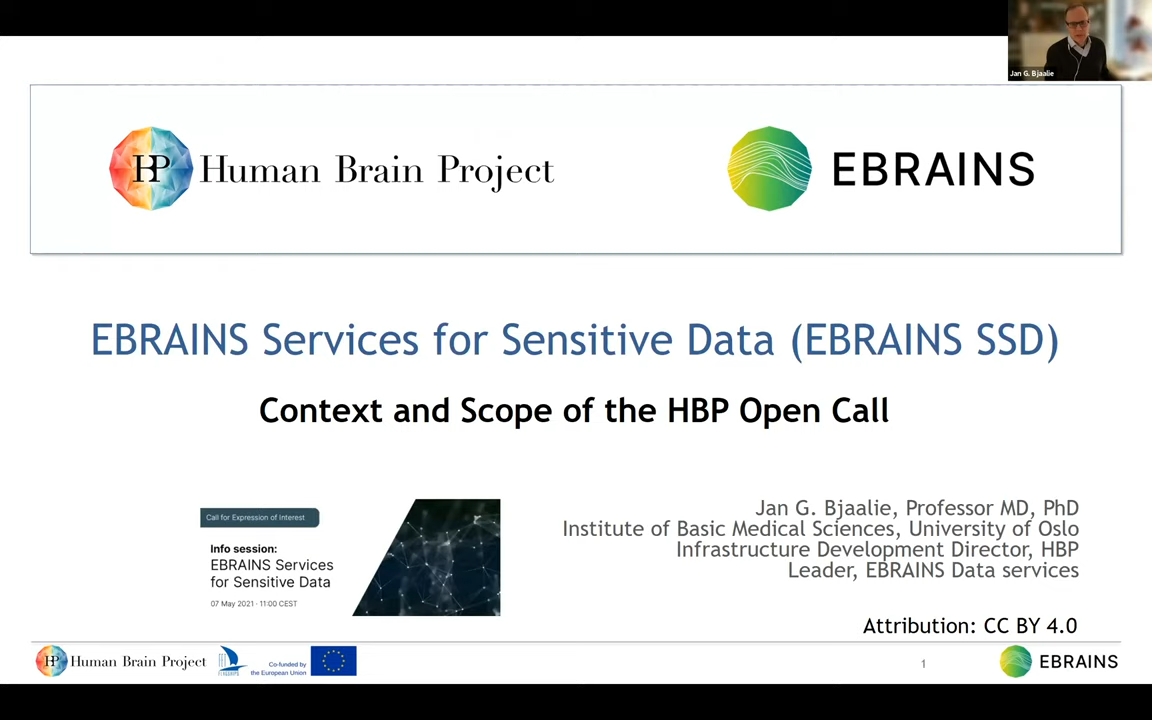 Jan G. Bjaalie
HP Human Brain Project
EBRAINS
EBRAINS Services for Sensitive Data (EBRAINS SSD)
Context and Scope of the HBP Open Call
Call for Expression of Interest
Info session:
EBRAINS Services
for Sensitive Data
07 May 2021 · 11:00 CEST
Jan G. Bjaalie, Professor MD, PhD
Institute of Basic Medical Sciences, University of Oslo
Infrastructure Development Director, HBP
Leader, EBRAINS Data services
Attribution: CC BY 4.0
HP Human Brain Project
Co-funded by
the European Union
1
EBRAINS